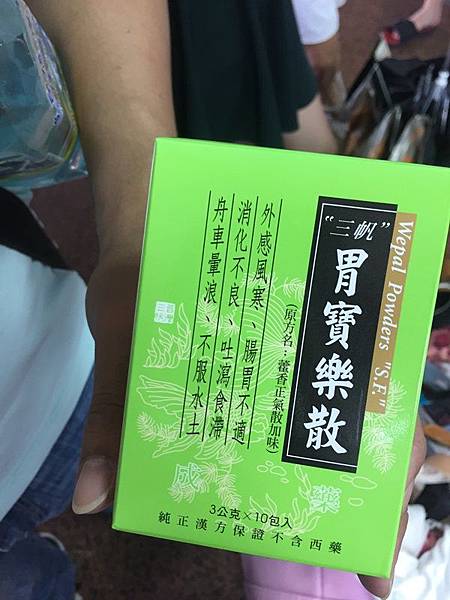 "三帆"
胃寶樂散
Wepal Powders "S.F."
(原方名：藿香正氣散加味)
外感風寒、腸胃不適
消化不良、吐瀉食滯
舟車暈浪、不服水土
成藥
3公克×10包入
純正漢方保證不含西藥